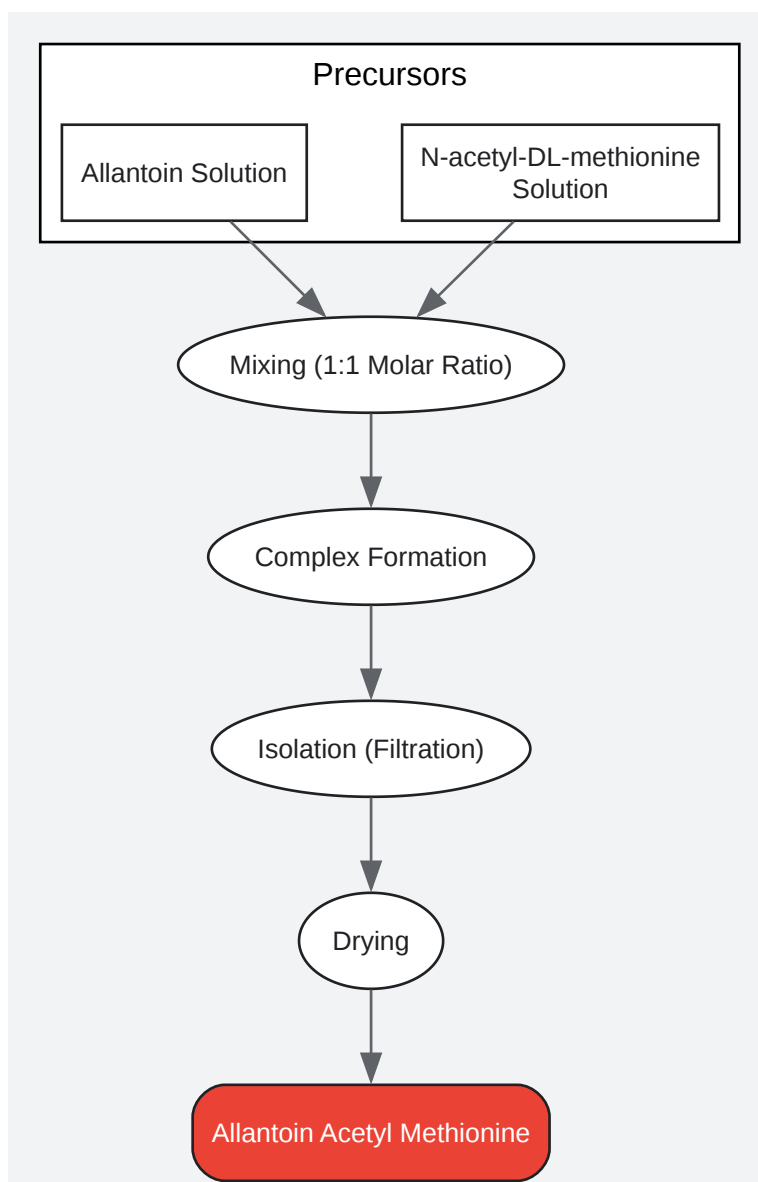 Precursors
Allantoin Solution
N-acetyl-DL-methionine
Solution
Mixing (1:1 Molar Ratio)
Complex Formation
Isolation (Filtration)
Drying
Allantoin Acetyl Methionine